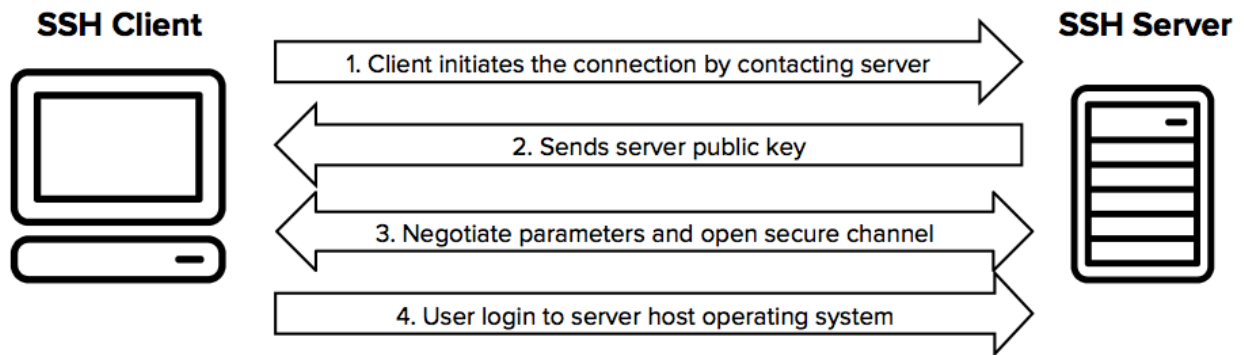 SSH Client
SSH Server
1. Client initiates the connection by contacting server
2. Sends server public key
3. Negotiate parameters and open secure channel
4. User login to server host operating system